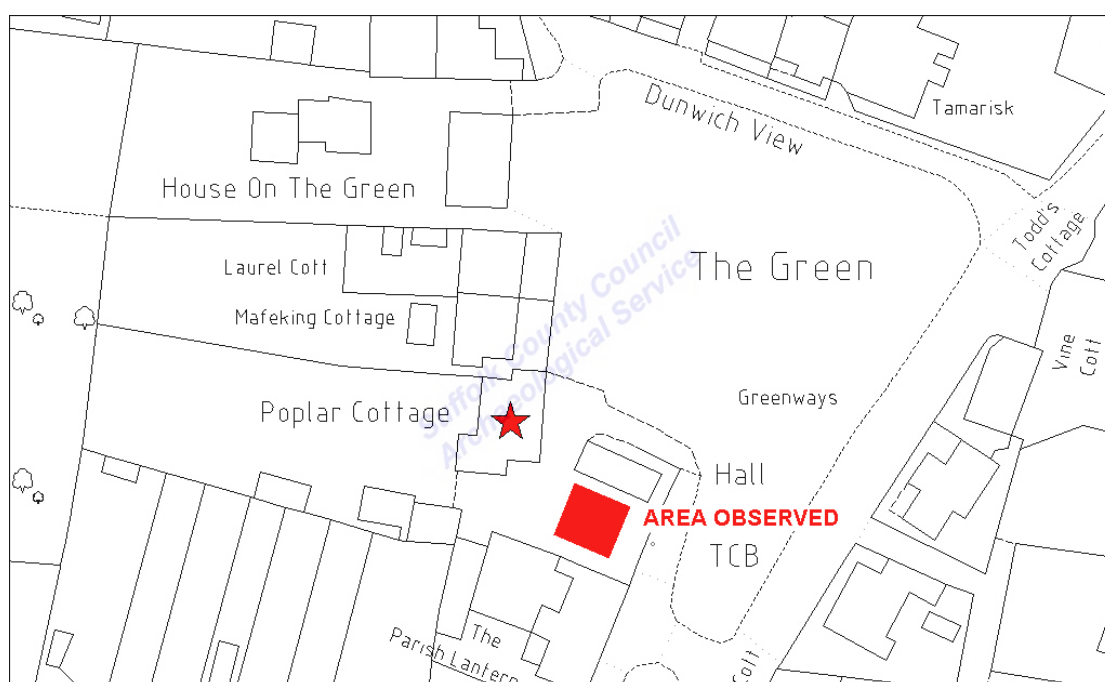 Dunwich View
Tamarisk
House On The Green
Todd's
Cottage
Laurel Cott
The Green
Mafeking Cottage
Vine
Cott
Greenways
Poplar Cottage
Hall
AREA OBSERVED
TCB
The
Parish Lantern
Cott
Suffolk County Council
Archaeological Service